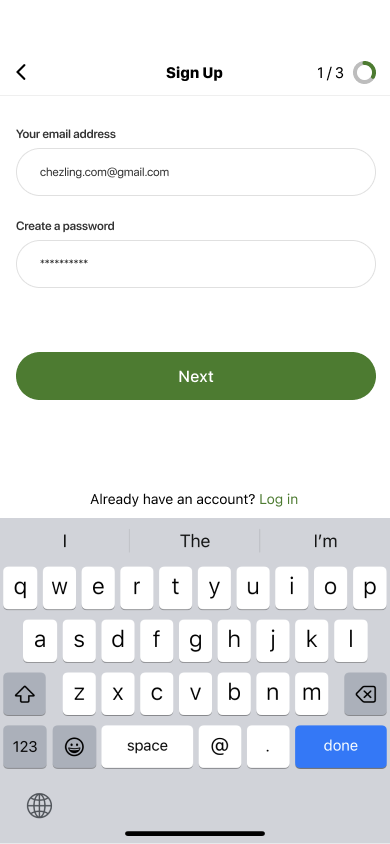 Sign Up
1 / 3
Your email address
chezling.com@gmail.com
Create a password
**********
Next
Already have an account? Log in
I The I'm
q w e r t y u i o p
a s d f g h j k l
z x c v b n m
123 space @ . done